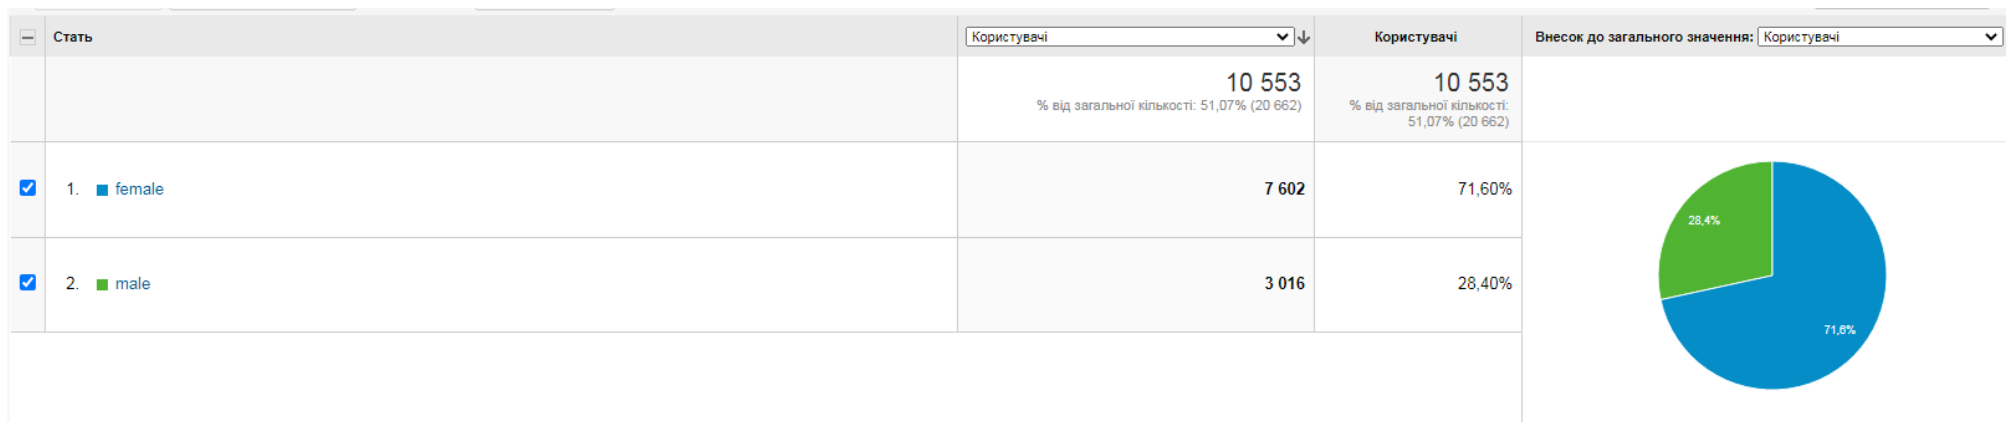 Стать
Користувачі
Користувачі
Внесок до загального значення: Користувачі
10 553
% від загальної кількості: 51,07% (20 662)
10 553
% від загальної кількості:
51,07% (20 662)
1. female
7 602
71,60%
2. male
3 016
28,40%
28,4%
71,6%